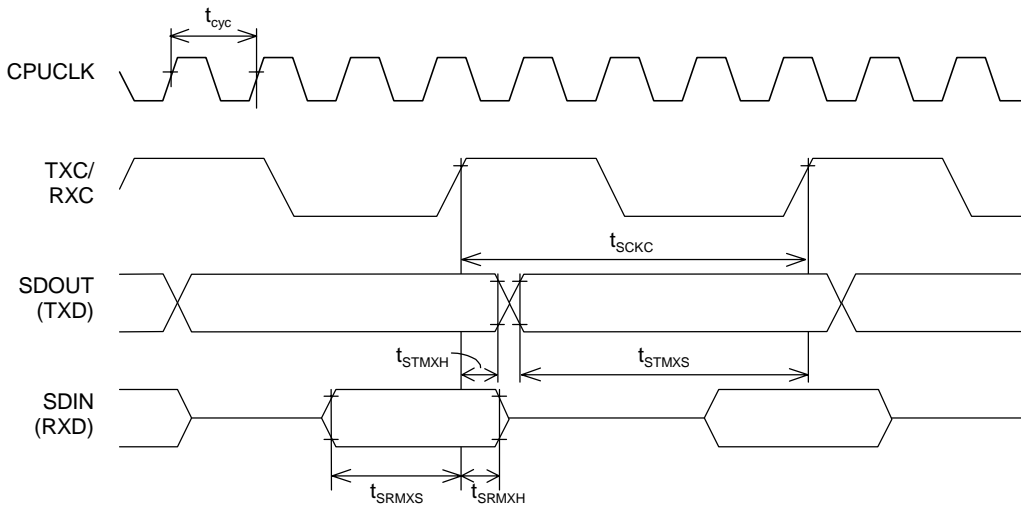 tcyc
CPUCLK
TXC/
RXC
tSCKC
SDOUT
(TXD)
tSTMXH
tSTMXS
SDIN
(RXD)
tSRMXS
tSRMXH